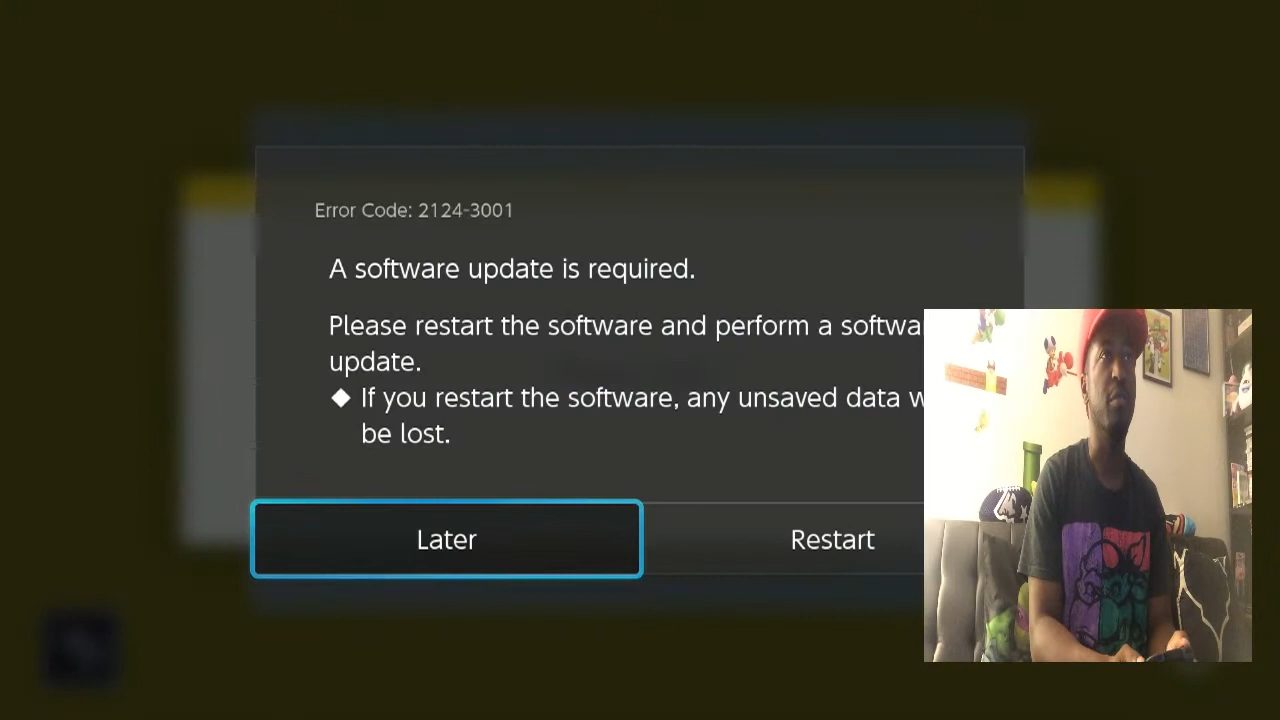 Error Code: 2124-3001
A software update is required.
Please restart the software and perform a softwa
update.
◆ If you restart the software, any unsaved data w
be lost.
Later
Restart